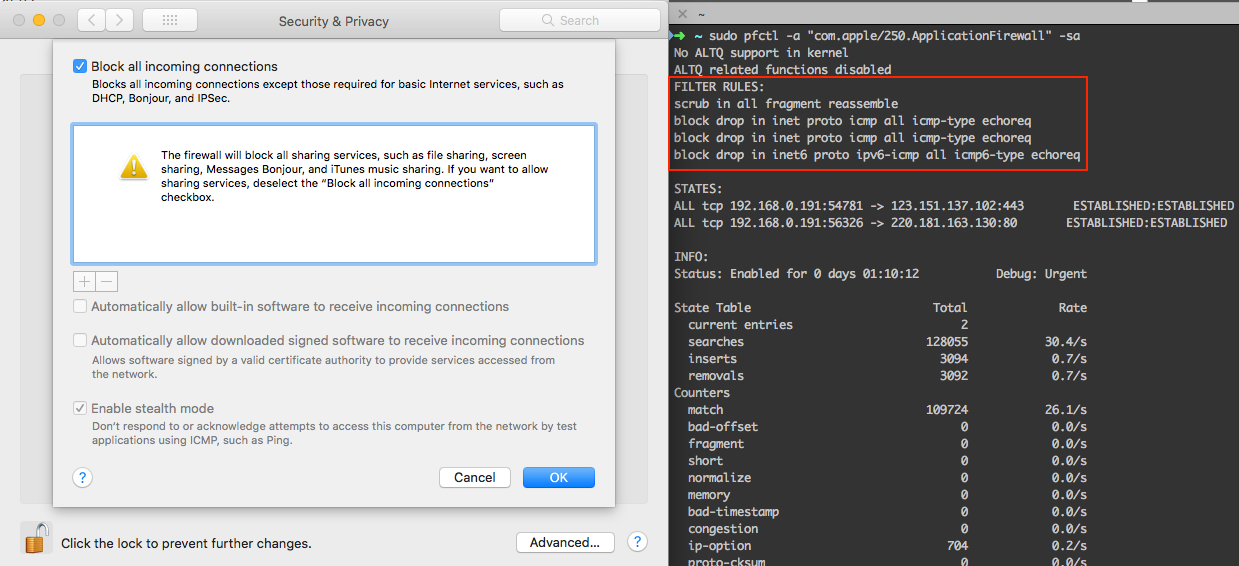 Security & Privacy
Search
Block all incoming connections
Blocks all incoming connections except those required for basic Internet services, such as
DHCP, Bonjour, and IPSec.
The firewall will block all sharing services, such as file sharing, screen
sharing, Messages Bonjour, and iTunes music sharing. If you want to allow
sharing services, deselect the “Block all incoming connections”
checkbox.
+ −
Automatically allow built-in software to receive incoming connections
Automatically allow downloaded signed software to receive incoming connections
Allows software signed by a valid certificate authority to provide services accessed from
the network.
Enable stealth mode
Don’t respond to or acknowledge attempts to access this computer from the network by test
applications using ICMP, such as Ping.
? Cancel OK
Click the lock to prevent further changes. Advanced... ?
× ~
➜ ~ sudo pfctl -a "com.apple/250.ApplicationFirewall" -sa
No ALTQ support in kernel
ALTQ related functions disabled
FILTER RULES:
scrub in all fragment reassemble
block drop in inet proto icmp all icmp-type echoreq
block drop in inet proto icmp all icmp-type echoreq
block drop in inet6 proto ipv6-icmp all icmp6-type echoreq
STATES:
ALL tcp 192.168.0.191:54781 -> 123.151.137.102:443 ESTABLISHED:ESTABLISHED
ALL tcp 192.168.0.191:56326 -> 220.181.163.130:80 ESTABLISHED:ESTABLISHED
INFO:
Status: Enabled for 0 days 01:10:12 Debug: Urgent
State Table Total Rate
current entries 2
searches 128055 30.4/s
inserts 3094 0.7/s
removals 3092 0.7/s
Counters
match 109724 26.1/s
bad-offset 0 0.0/s
fragment 0 0.0/s
short 0 0.0/s
normalize 0 0.0/s
memory 0 0.0/s
bad-timestamp 0 0.0/s
congestion 0 0.0/s
ip-option 704 0.2/s
proto-cksum 0 0.0/s